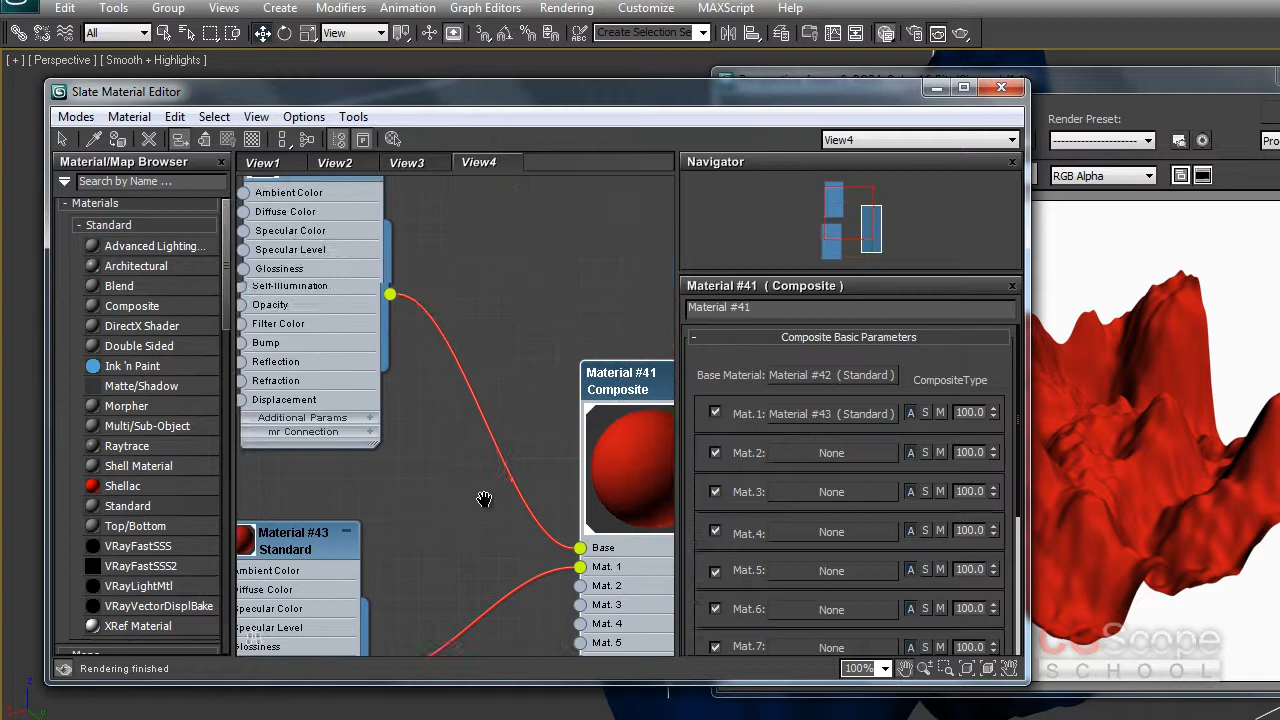 Tools Group Views Create Modifiers Animation Graph Editors Rendering Customize MAXScript Help
All View Create Selection Se
[ + ] [ Perspective ] [ Smooth + Highlights ]
Slate Material Editor
Modes Material Edit Select View Options Tools
Render Preset:
View4
Material/Map Browser
View1 View2 View3 View4
Navigator
RGB Alpha
Search by Name ...
- Materials
- Standard
Advanced Lighting...
Architectural
Blend
Composite
DirectX Shader
Double Sided
Ink 'n Paint
Matte/Shadow
Morpher
Multi/Sub-Object
Raytrace
Shell Material
Shellac
Standard
Top/Bottom
VRayFastSSS
VRayFastSSS2
VRayLightMtl
VRayVectorDisplBake
XRef Material
Ambient Color
Diffuse Color
Specular Color
Specular Level
Glossiness
Self-Illumination
Opacity
Filter Color
Bump
Reflection
Refraction
Displacement
Additional Params +
mr Connection +
Material #43
Standard
Ambient Color
Diffuse Color
Specular Color
Specular Level
Glossiness
Material #41
Composite
Base
Mat. 1
Mat. 2
Mat. 3
Mat. 4
Mat. 5
Material #41 ( Composite )
Material #41
- Composite Basic Parameters
Base Material: Material #42 ( Standard ) CompositeType
Mat.1: Material #43 ( Standard ) A S M 100.0
Mat.2: None A S M 100.0
Mat.3: None A S M 100.0
Mat.4: None A S M 100.0
Mat.5: None A S M 100.0
Mat.6: None A S M 100.0
Mat.7: None A S M 100.0
Rendering finished
100%
CGScope
SCHOOL